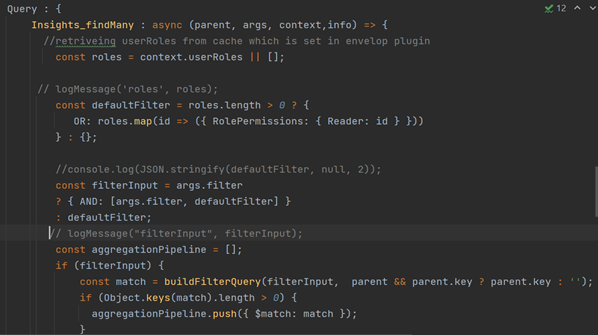 Query : {
12
Insights_findMany : async (parent, args, context,info) => {
//retriveing userRoles from cache which is set in envelop plugin
const roles = context.userRoles || [];
// logMessage('roles', roles);
const defaultFilter = roles.length > 0 ? {
OR: roles.map(id => ({ RolePermissions: { Reader: id } }))
} : {};
//console.log(JSON.stringify(defaultFilter, null, 2));
const filterInput = args.filter
? { AND: [args.filter, defaultFilter] }
: defaultFilter;
// logMessage("filterInput", filterInput);
const aggregationPipeline = [];
if (filterInput) {
const match = buildFilterQuery(filterInput, parent && parent.key ? parent.key : '');
if (Object.keys(match).length > 0) {
aggregationPipeline.push({ $match: match });
}